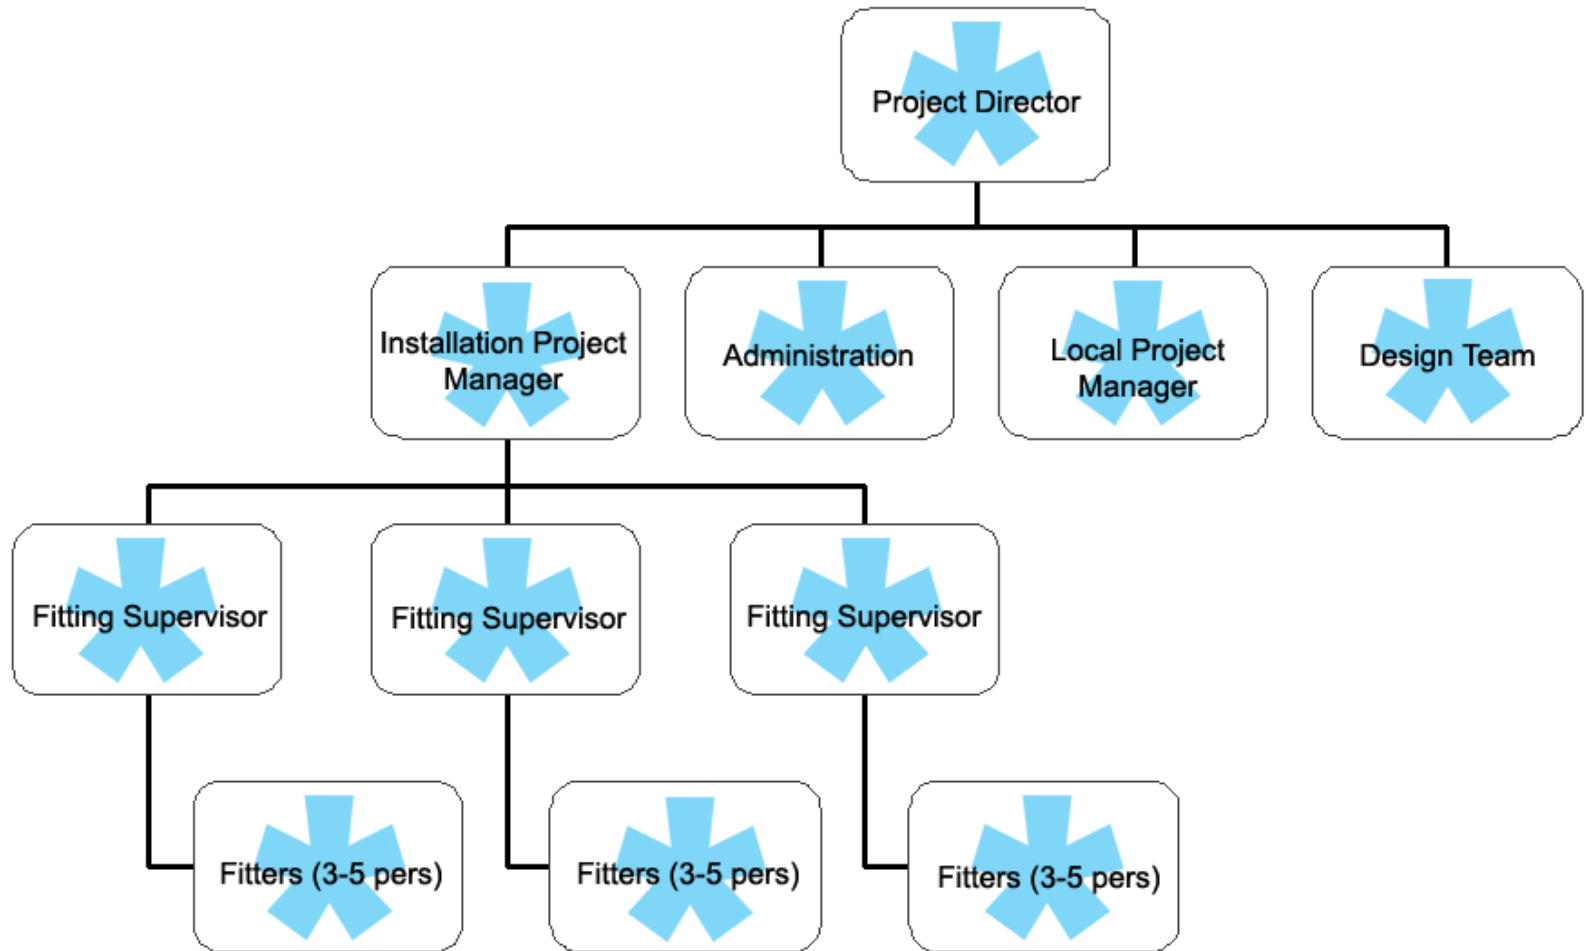 Project Director
Installation Project
Manager
Administration
Local Project
Manager
Design Team
Fitting Supervisor
Fitting Supervisor
Fitting Supervisor
Fitters (3-5 pers)
Fitters (3-5 pers)
Fitters (3-5 pers)